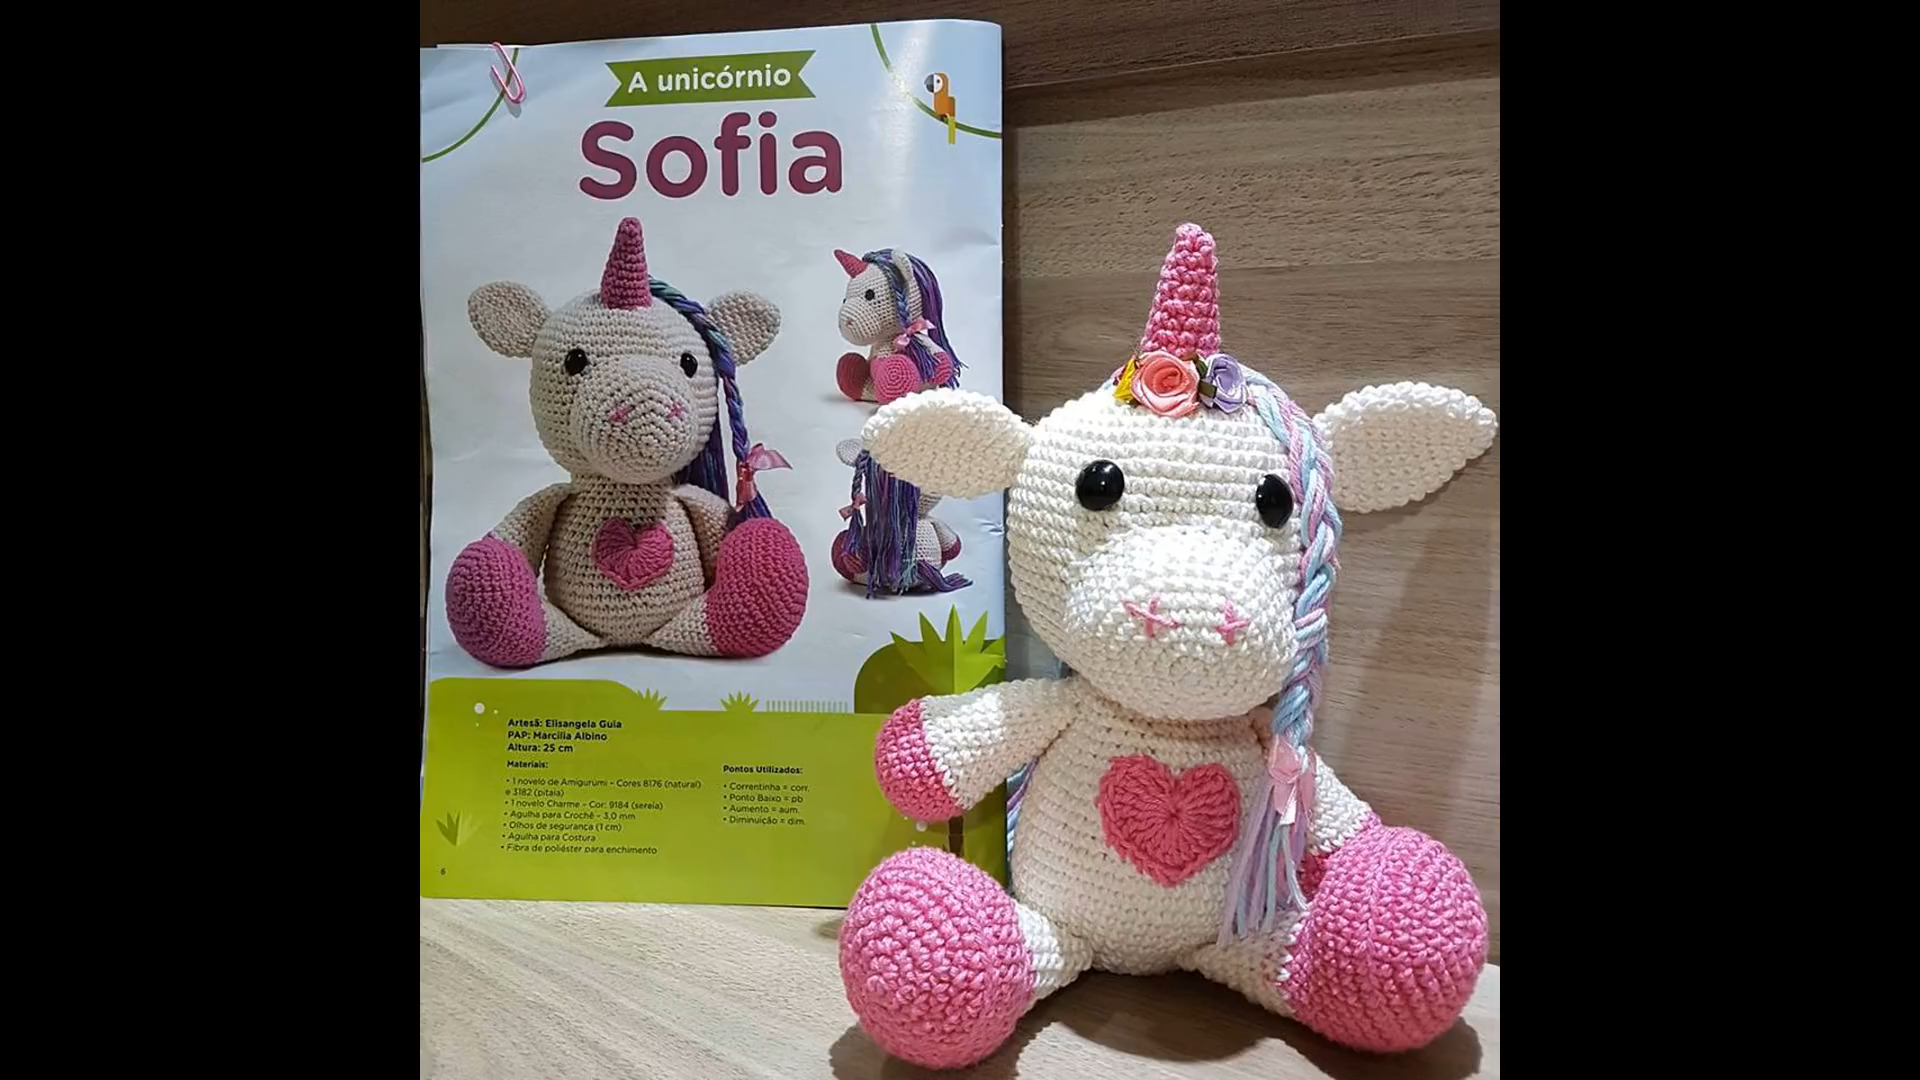 A unicórnio
Sofia
Artesã: Elisangela Guia
PAP: Marcilia Albino
Altura: 25 cm
Materiais:
• 1 novelo de Amigurumi – Cores 8176 (natural)
e 3182 (pitaia)
• 1 novelo Charme – Cor: 9184 (sereia)
• Agulha para Crochê – 3,0 mm
• Olhos de segurança (1 cm)
• Agulha para Costura
• Fibra de poliéster para enchimento
Pontos Utilizados:
• Correntinha = corr.
• Ponto Baixo = pb
• Aumento = aum.
• Diminuição = dim.
6